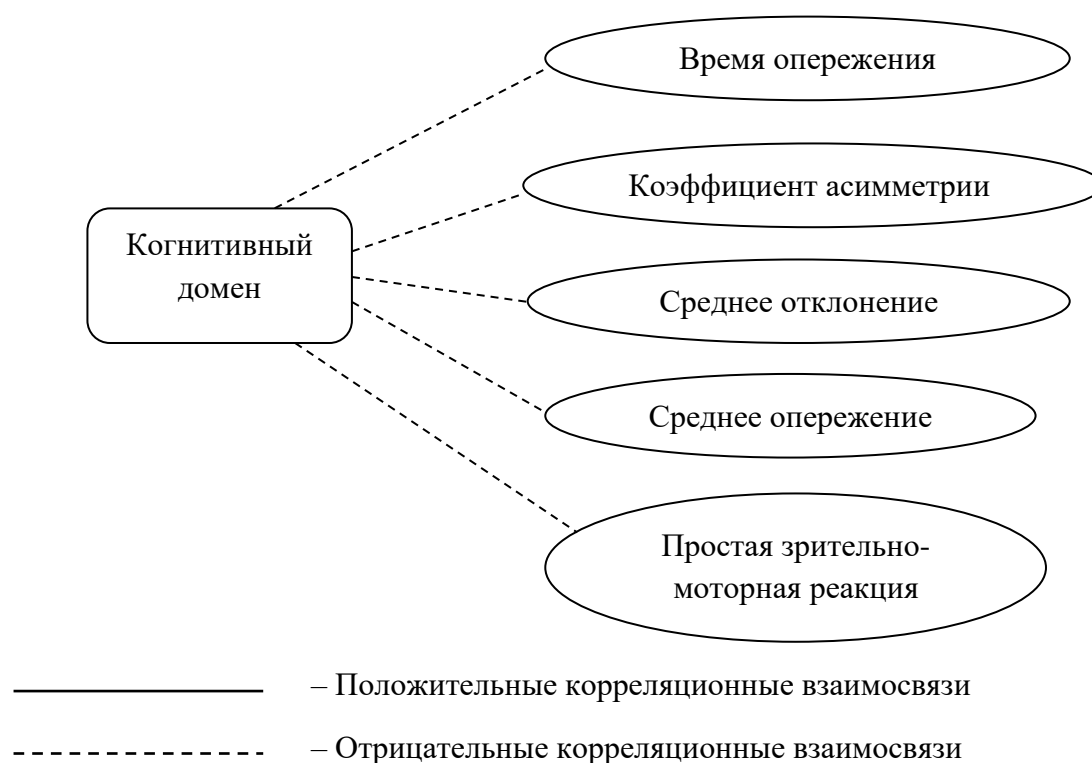 Время опережения
Коэффициент асимметрии
Когнитивный
домен
Среднее отклонение
Среднее опережение
Простая зрительно-
моторная реакция
– Положительные корреляционные взаимосвязи
– Отрицательные корреляционные взаимосвязи